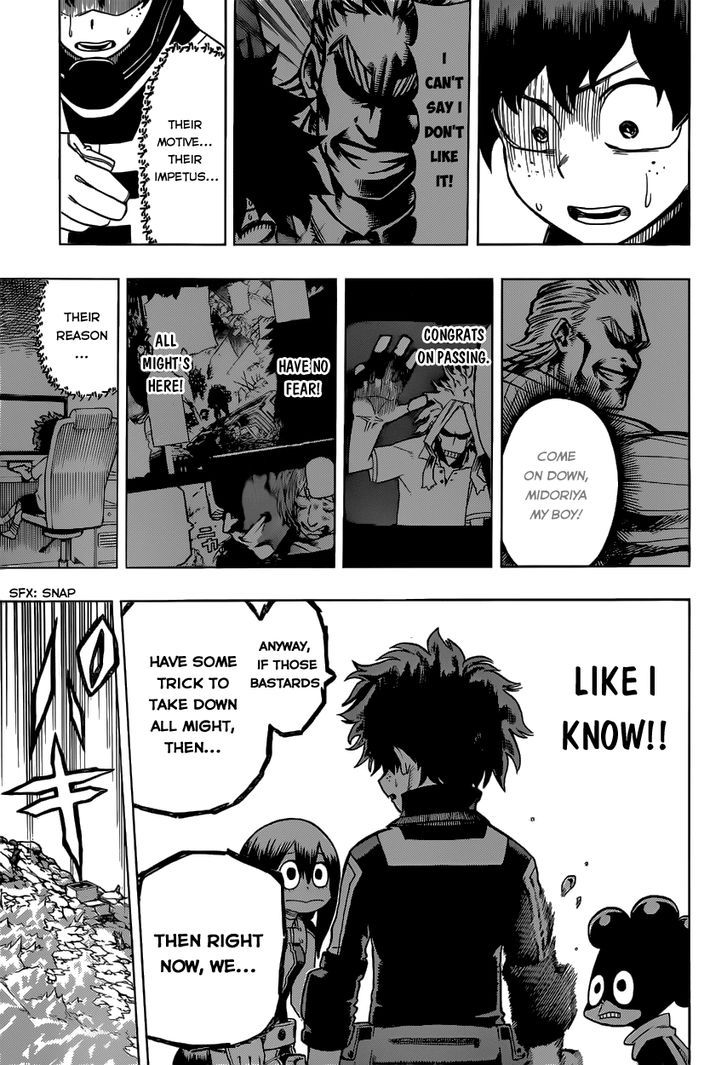 I
CAN'T
SAY I
DON'T
LIKE
IT!
THEIR
MOTIVE...
THEIR
IMPETUS...
COME
ON DOWN,
MIDORIYA
MY BOY!
CONGRATS
ON PASSING.
HAVE NO
FEAR!
ALL
MIGHT'S
HERE!
THEIR
REASON
...
LIKE I
KNOW!!
ANYWAY,
IF THOSE
BASTARDS
HAVE SOME
TRICK TO
TAKE DOWN
ALL MIGHT,
THEN...
THEN RIGHT
NOW, WE...
SFX: SNAP